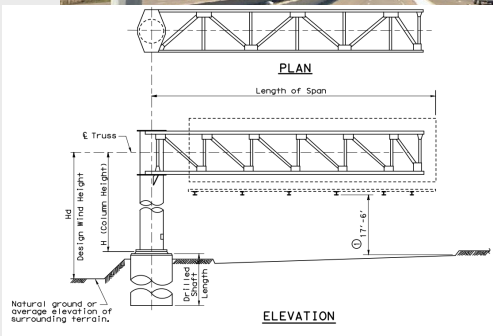 PLAN
Length of Span
℄ Truss
Hd
Design Wind Height
H (Column Height)
① 17'-6"
Drilled
Shaft
Length
Natural ground or
average elevation of
surrounding terrain.
ELEVATION